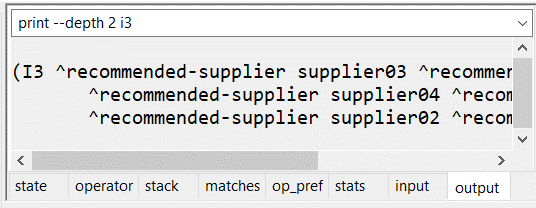 print --depth 2 i3
(I3 ^recommended-supplier supplier03 ^recommer
^recommended-supplier supplier04 ^recom
^recommended-supplier supplier02 ^recom
state operator stack matches op_pref stats input output